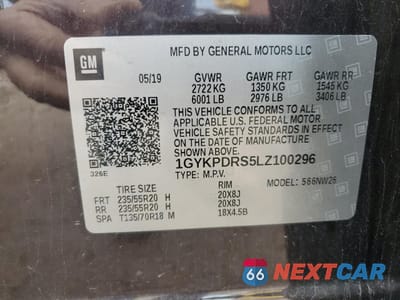 GM
MFD BY GENERAL MOTORS LLC
05/19 GVWR GAWR FRT GAWR RR
2722 KG 1350 KG 1545 KG
6001 LB 2976 LB 3406 LB
THIS VEHICLE CONFORMS TO ALL
APPLICABLE U.S. FEDERAL MOTOR
VEHICLE SAFETY STANDARDS IN EFFECT
ON THE DATE OF MANUFACTURE
SHOWN ABOVE.
1GYKPDRS5LZ100296
326E
TYPE: M.P.V. MODEL: 566NW26
TIRE SIZE RIM
FRT 235/55R20 H 20X8J
RR 235/55R20 H 20X8J
SPA T135/70R18 M 18X4.5B
66 NEXTCAR